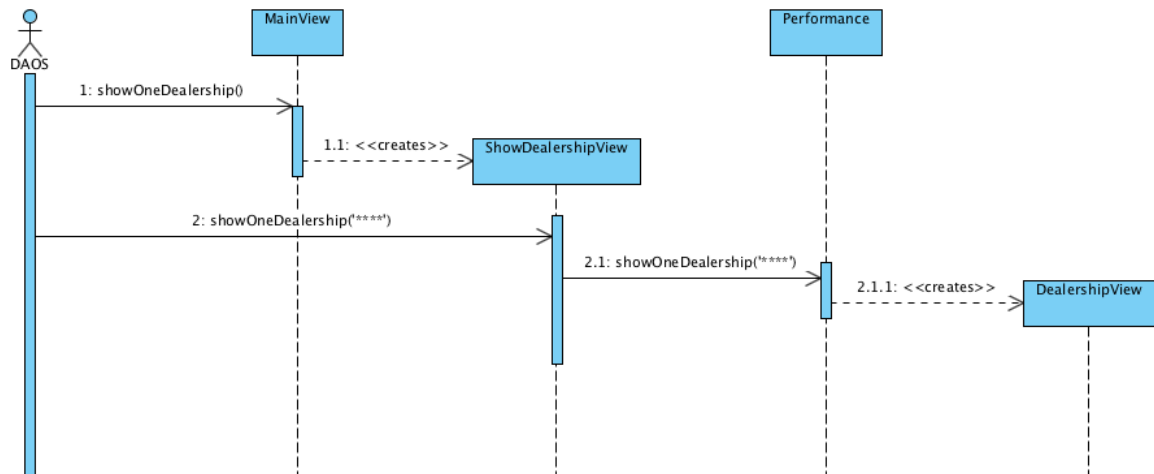 MainView
Performance
DAOS
1: showOneDealership()
1.1: <<creates>>
ShowDealershipView
2: showOneDealership('****')
2.1: showOneDealership('****')
2.1.1: <<creates>>
DealershipView